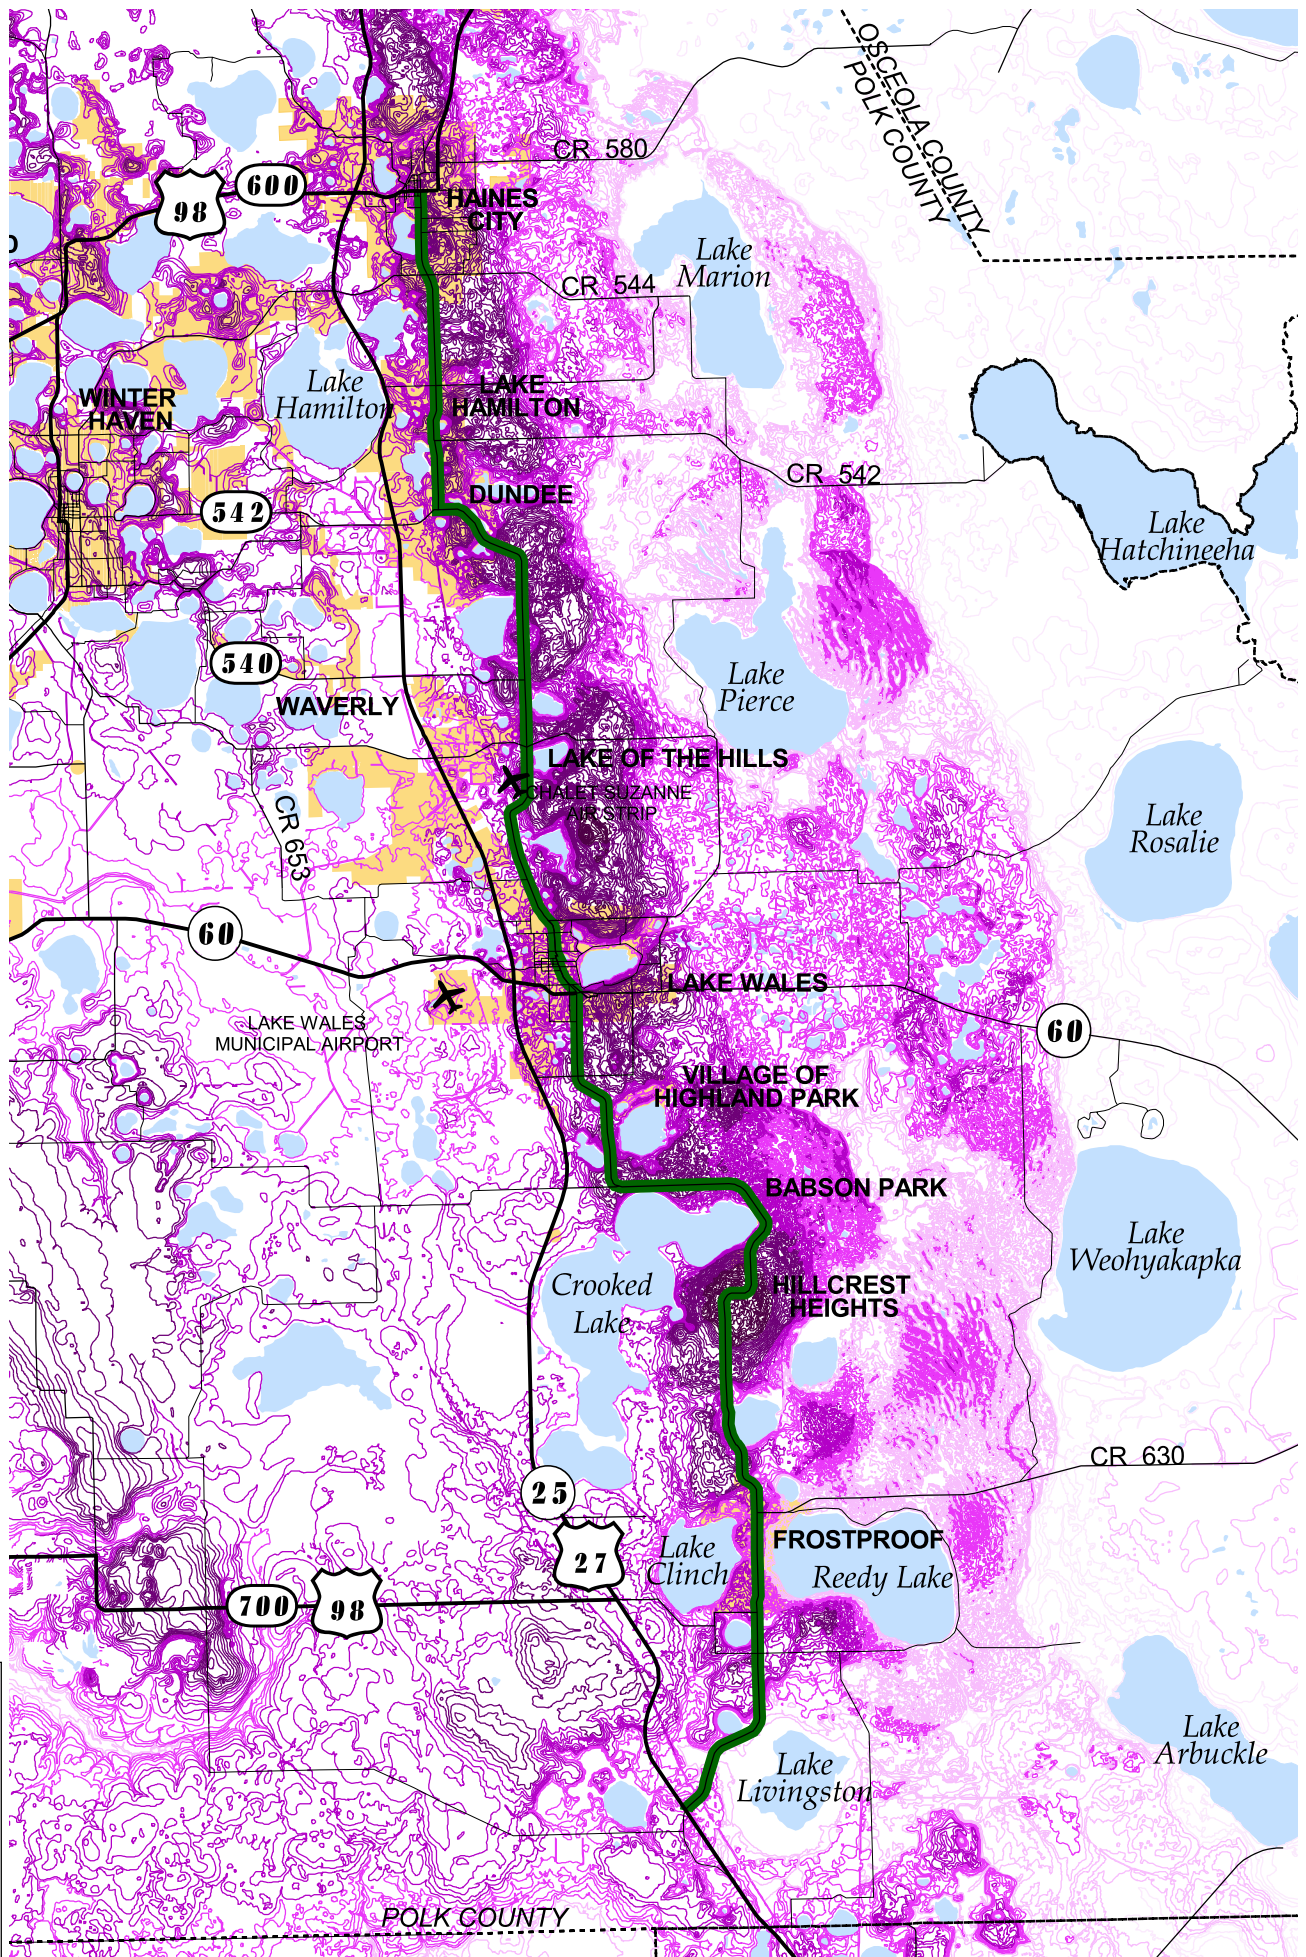 OSCEOLA COUNTY
POLK COUNTY
CR 580
600
98
HAINES
CITY
Lake
Marion
CR 544
Lake
Hamilton
WINTER
HAVEN
LAKE
HAMILTON
CR 542
DUNDEE
542
Lake
Hatchineeha
540
Lake
Pierce
WAVERLY
LAKE OF THE HILLS
CHALET SUZANNE
AIR STRIP
CR 653
Lake
Rosalie
60
LAKE WALES
LAKE WALES
MUNICIPAL AIRPORT
60
VILLAGE OF
HIGHLAND PARK
BABSON PARK
Lake
Weohyakapka
Crooked
Lake
HILLCREST
HEIGHTS
CR 630
25
27
FROSTPROOF
Lake
Clinch
Reedy Lake
700
98
Lake
Arbuckle
Lake
Livingston
POLK COUNTY